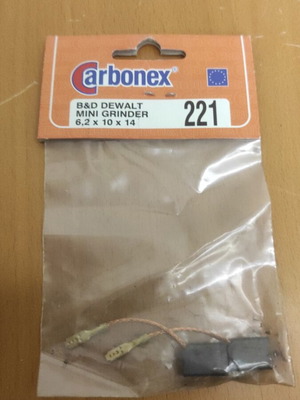 Carbonex®
B&D DEWALT
MINI GRINDER
6,2 x 10 x 14
221